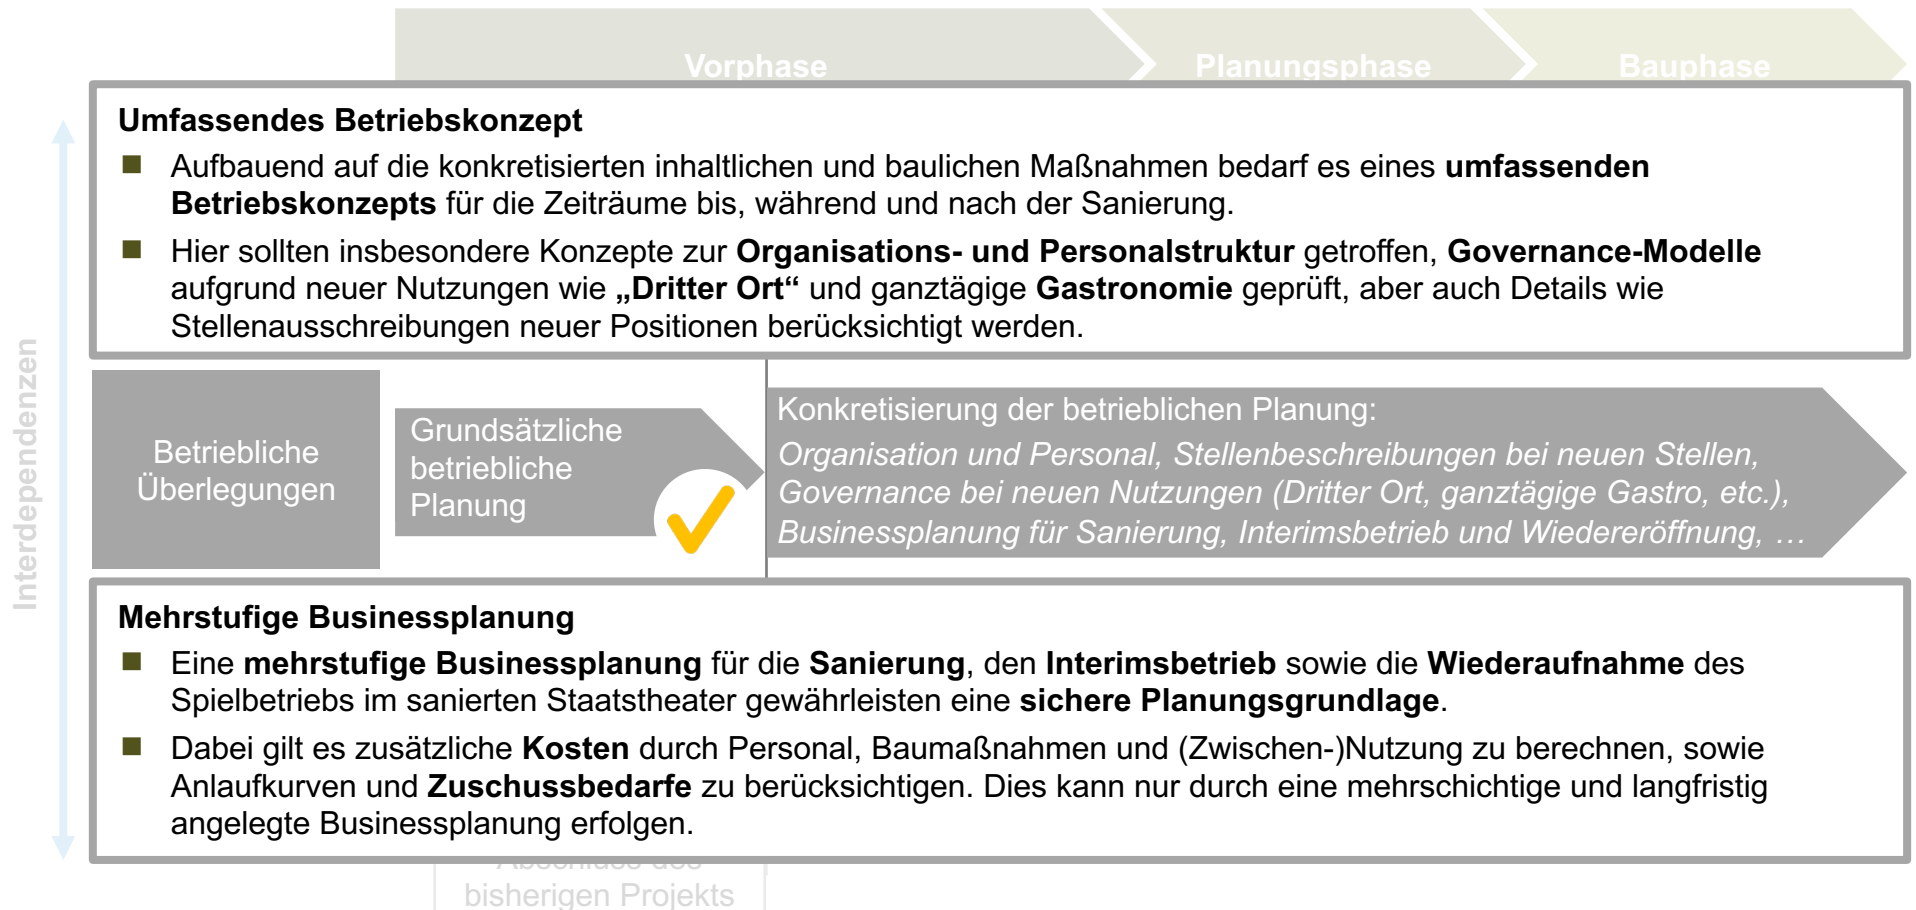 Vorphase
Planungsphase
Bauphase
Interdependenzen
Umfassendes Betriebskonzept
Aufbauend auf die konkretisierten inhaltlichen und baulichen Maßnahmen bedarf es eines umfassenden
Betriebskonzepts für die Zeiträume bis, während und nach der Sanierung.
Hier sollten insbesondere Konzepte zur Organisations- und Personalstruktur getroffen, Governance-Modelle
aufgrund neuer Nutzungen wie „Dritter Ort“ und ganztägige Gastronomie geprüft, aber auch Details wie
Stellenausschreibungen neuer Positionen berücksichtigt werden.
Betriebliche
Überlegungen
Grundsätzliche
betriebliche
Planung
Konkretisierung der betrieblichen Planung:
Organisation und Personal, Stellenbeschreibungen bei neuen Stellen,
Governance bei neuen Nutzungen (Dritter Ort, ganztägige Gastro, etc.),
Businessplanung für Sanierung, Interimsbetrieb und Wiedereröffnung, …
Mehrstufige Businessplanung
Eine mehrstufige Businessplanung für die Sanierung, den Interimsbetrieb sowie die Wiederaufnahme des
Spielbetriebs im sanierten Staatstheater gewährleisten eine sichere Planungsgrundlage.
Dabei gilt es zusätzliche Kosten durch Personal, Baumaßnahmen und (Zwischen-)Nutzung zu berechnen, sowie
Anlaufkurven und Zuschussbedarfe zu berücksichtigen. Dies kann nur durch eine mehrschichtige und langfristig
angelegte Businessplanung erfolgen.
Abschluss des
bisherigen Projekts